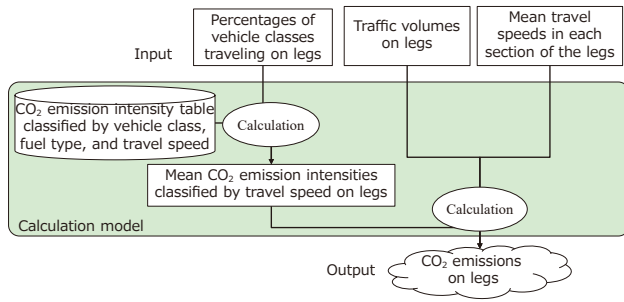 Input
Percentages of
vehicle classes
traveling on legs
Traffic volumes
on legs
Mean travel
speeds in each
section of the legs
CO₂ emission intensity table
classified by vehicle class,
fuel type, and travel speed
Calculation
Mean CO₂ emission intensities
classified by travel speed on legs
Calculation
Calculation model
Output
CO₂ emissions
on legs